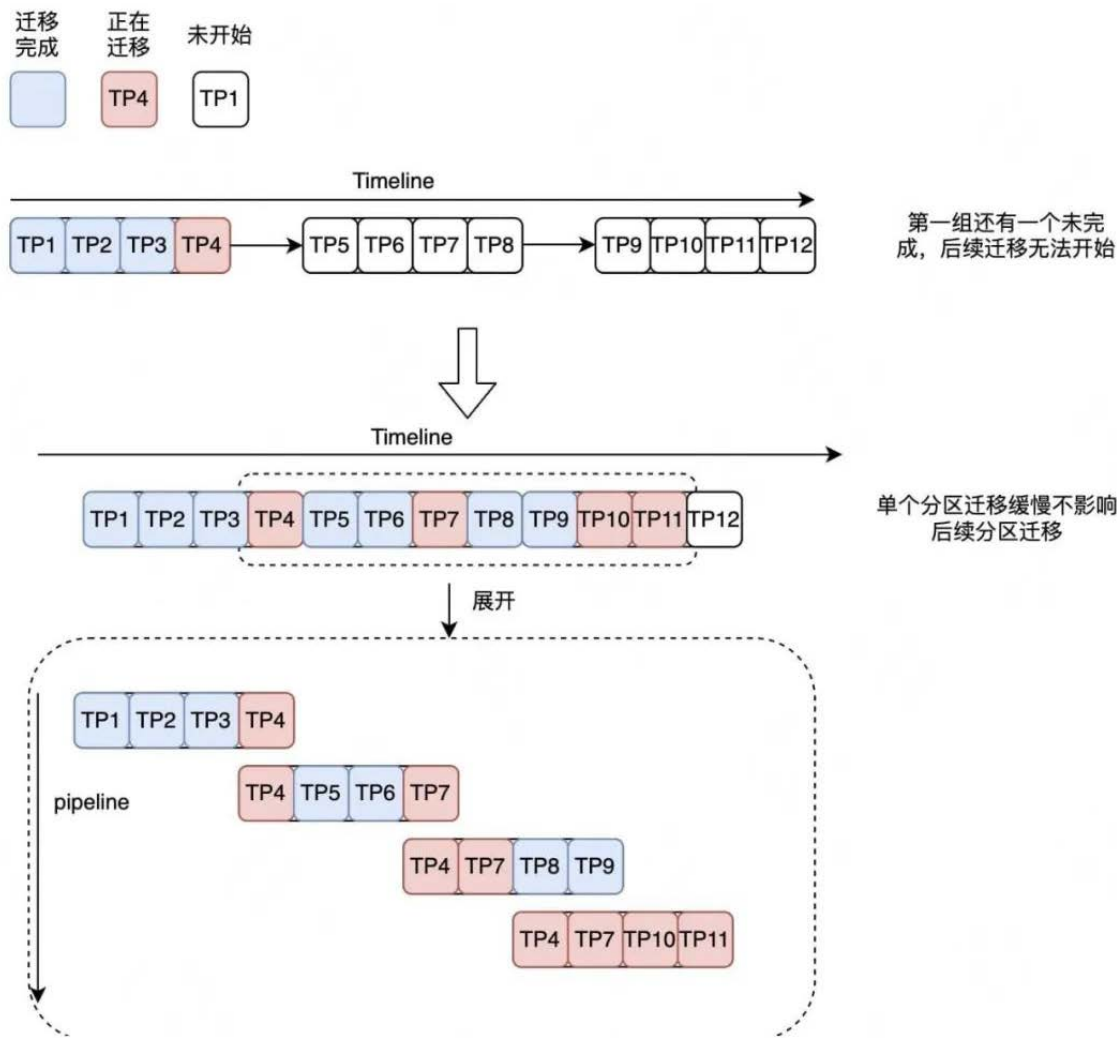 迁移
完成
正在
迁移
未开始
TP4
TP1
Timeline
TP1 TP2 TP3 TP4 TP5 TP6 TP7 TP8 TP9 TP10 TP11 TP12
第一组还有一个未完
成，后续迁移无法开始
Timeline
TP1 TP2 TP3 TP4 TP5 TP6 TP7 TP8 TP9 TP10 TP11 TP12
单个分区迁移缓慢不影响
后续分区迁移
展开
TP1 TP2 TP3 TP4
TP4 TP5 TP6 TP7
pipeline
TP4 TP7 TP8 TP9
TP4 TP7 TP10 TP11